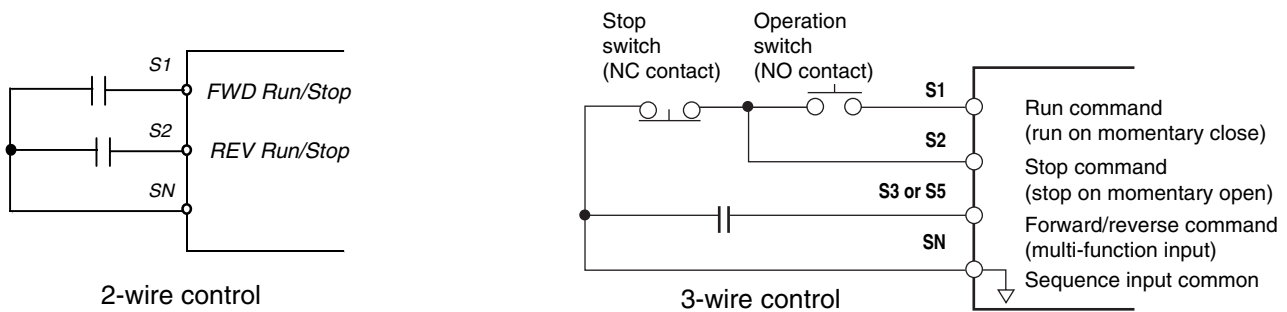 S1
FWD Run/Stop
S2
REV Run/Stop
SN
2-wire control
Stop
switch
(NC contact)
Operation
switch
(NO contact)
S1
Run command
(run on momentary close)
S2
Stop command
(stop on momentary open)
S3 or S5
Forward/reverse command
(multi-function input)
SN
Sequence input common
3-wire control